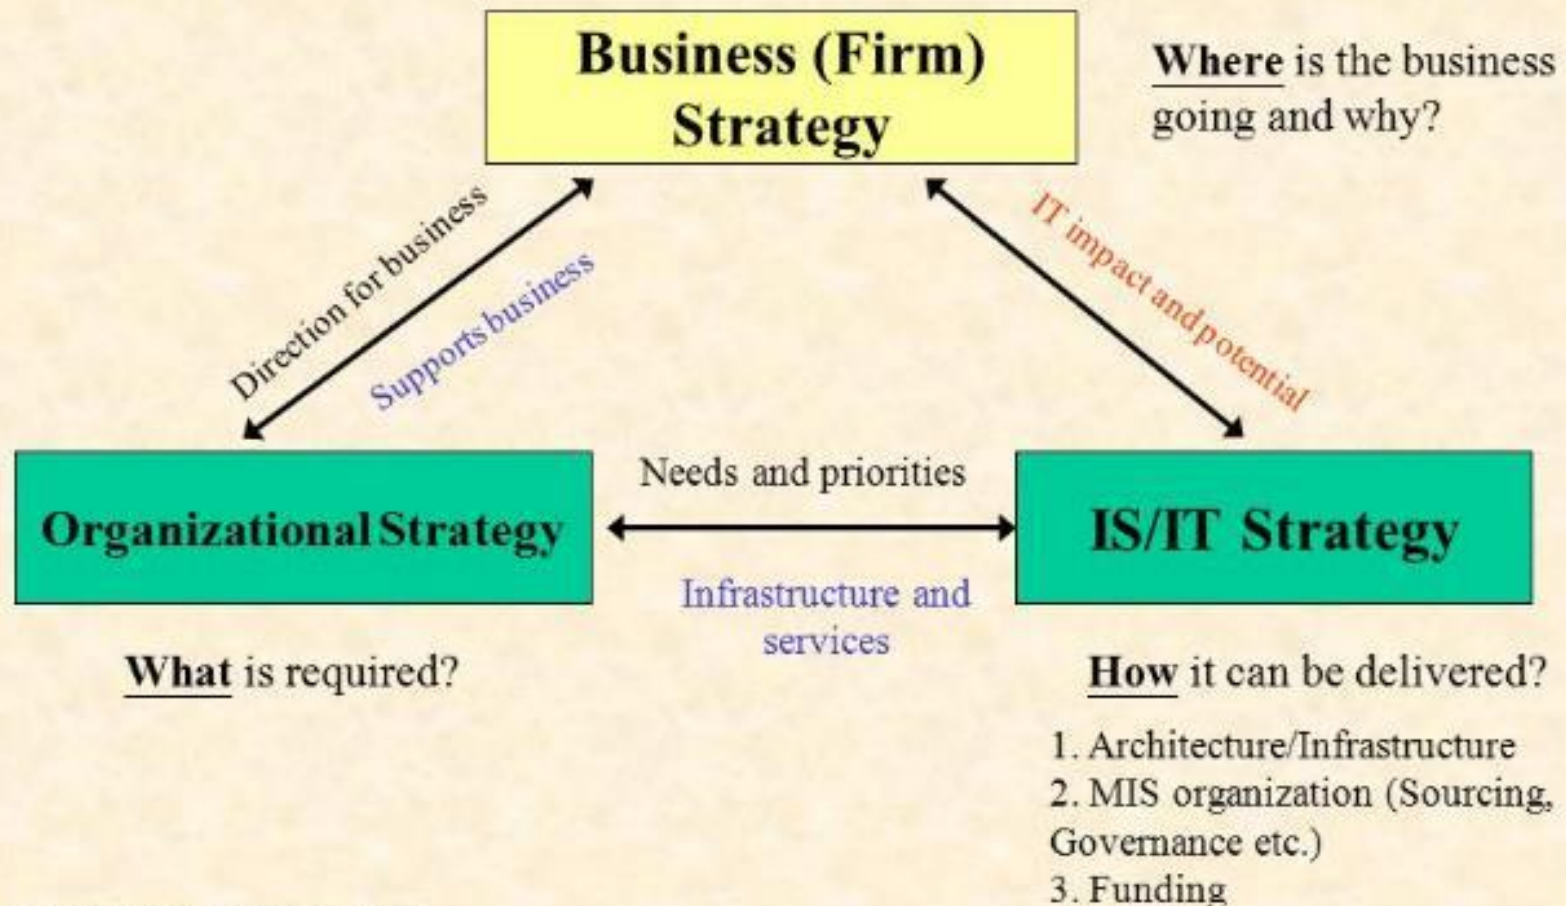 Business (Firm)
Strategy
Where is the business
going and why?
Direction for business
Supports business
IT impact and potential
Organizational Strategy
Needs and priorities
Infrastructure and
services
IS/IT Strategy
What is required?
How it can be delivered?
1. Architecture/Infrastructure
2. MIS organization (Sourcing,
Governance etc.)
3. Funding